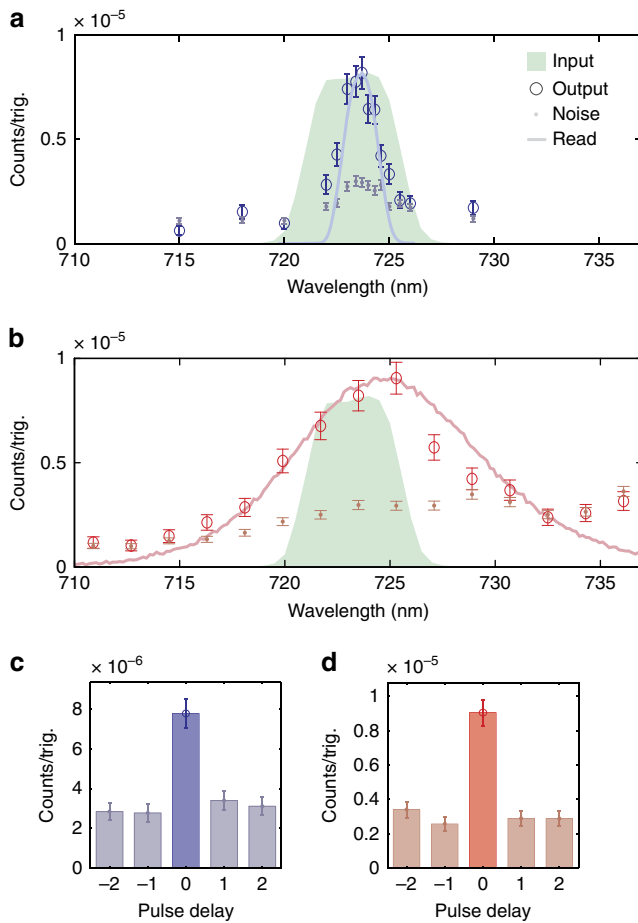 a
× 10⁻⁵
1
0.5
0
Counts/trig.
Input
Output
Noise
Read
710 715 720 725 730 735
Wavelength (nm)
b
× 10⁻⁵
1
0.5
0
Counts/trig.
710 715 720 725 730 735
Wavelength (nm)
c
× 10⁻⁶
8
6
4
2
0
Counts/trig.
–2 –1 0 1 2
Pulse delay
d
× 10⁻⁵
1
0.8
0.6
0.4
0.2
0
Counts/trig.
–2 –1 0 1 2
Pulse delay